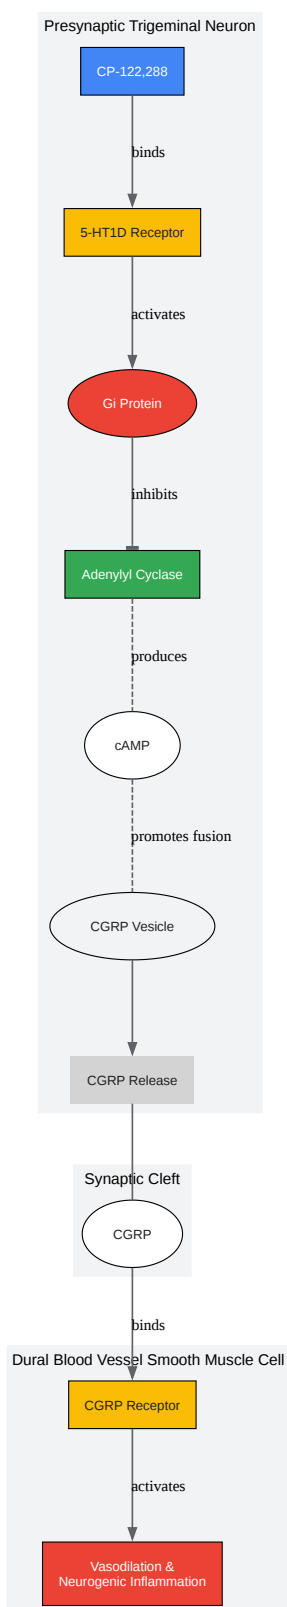 Presynaptic Trigeminal Neuron
CP-122,288
binds
5-HT1D Receptor
activates
Gi Protein
inhibits
Adenylyl Cyclase
produces
cAMP
promotes fusion
CGRP Vesicle
CGRP Release
Synaptic Cleft
CGRP
binds
Dural Blood Vessel Smooth Muscle Cell
CGRP Receptor
activates
Vasodilation &
Neurogenic Inflammation